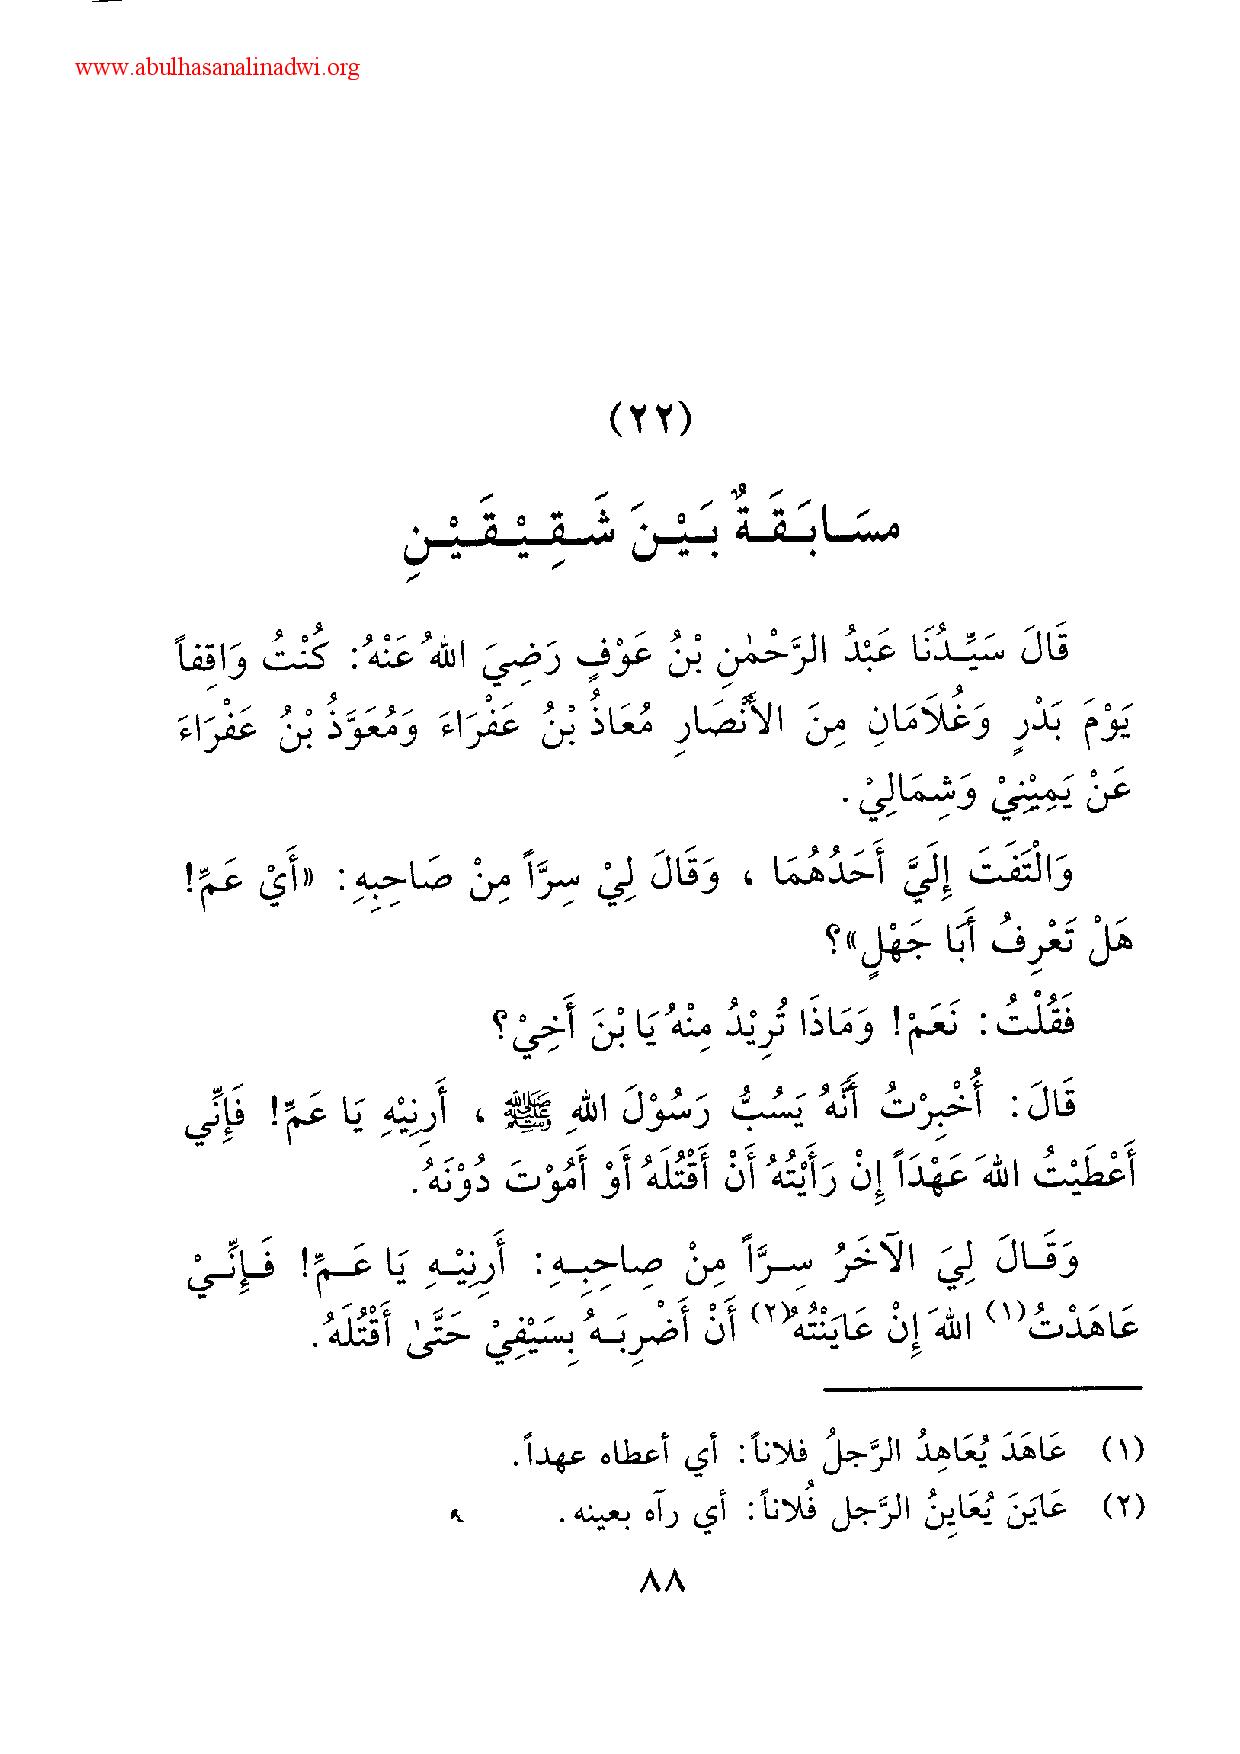 www.abulhasanalinadwi.org
(٢٢)
مسَابَقَةٌ بَيْنَ شَقِيْقَيْنِ
قَالَ سَيِّدُنَا عَبْدُ الرَّحْمٰنِ بْنُ عَوْفٍ رَضِيَ اللهُ عَنْهُ: كُنْتُ وَاقِفاً
يَوْمَ بَدْرٍ وَغُلَامَانِ مِنَ الأَنْصَارِ مُعَاذُ بْنُ عَفْرَاءَ وَمُعَوَّذُ بْنُ عَفْرَاءَ
عَنْ يَمِيْنِيْ وَشِمَالِيْ.
وَالْتَفَتَ إِلَيَّ أَحَدُهُمَا ، وَقَالَ لِيْ سِرّاً مِنْ صَاحِبِهِ: «أَيْ عَمِّ!
هَلْ تَعْرِفُ أَبَا جَهْلٍ»؟
فَقُلْتُ: نَعَمْ! وَمَاذَا تُرِيْدُ مِنْهُ يَا بْنَ أَخِيْ؟
قَالَ: أُخْبِرْتُ أَنَّهُ يَسُبُّ رَسُوْلَ اللهِ ﷺ ، أَرِنِيْهِ يَا عَمِّ! فَإِنِّي
أَعْطَيْتُ اللهَ عَهْدَاً إِنْ رَأَيْتُهُ أَنْ أَقْتُلَهُ أَوْ أَمُوْتَ دُوْنَهُ.
وَقَالَ لِيَ الآخَرُ سِرَّاً مِنْ صَاحِبِهِ: أَرِنِيْهِ يَا عَمِّ! فَإِنِّيْ
عَاهَدْتُ(١) اللهَ إِنْ عَايَنْتُهُ(٢) أَنْ أَضْرِبَهُ بِسَيْفِيْ حَتَّىٰ أَقْتُلَهُ.
(١) عَاهَدَ يُعَاهِدُ الرَّجلُ فلاناً: أي أعطاه عهداً.
(٢) عَايَنَ يُعَايِنُ الرَّجل فُلاناً: أي رآه بعينه.
٨٨